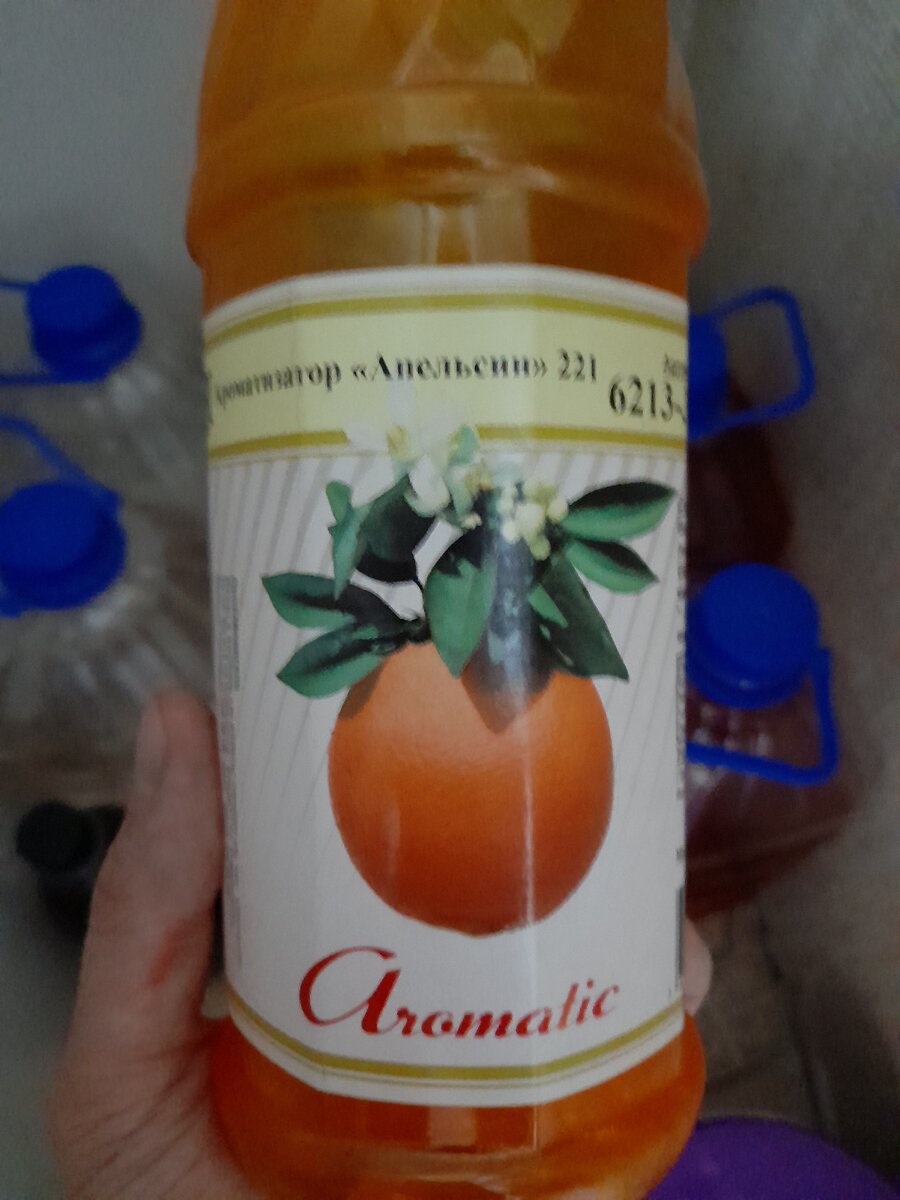 Ароматизатор «Апельсин» 221
6213-
Aromatic